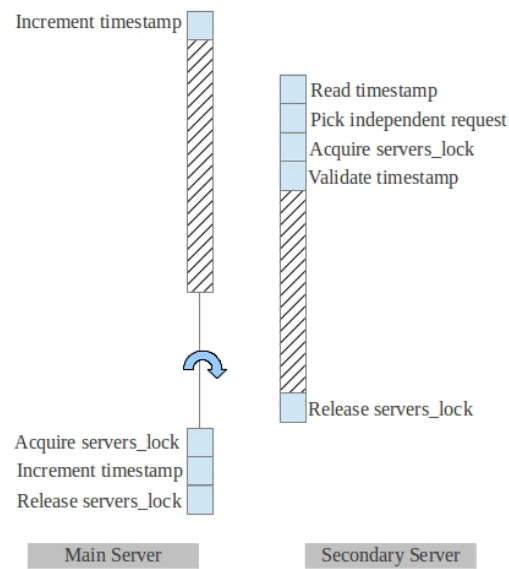 Increment timestamp
Read timestamp
Pick independent request
Acquire servers_lock
Validate timestamp
Release servers_lock
Acquire servers_lock
Increment timestamp
Release servers_lock
Main Server
Secondary Server